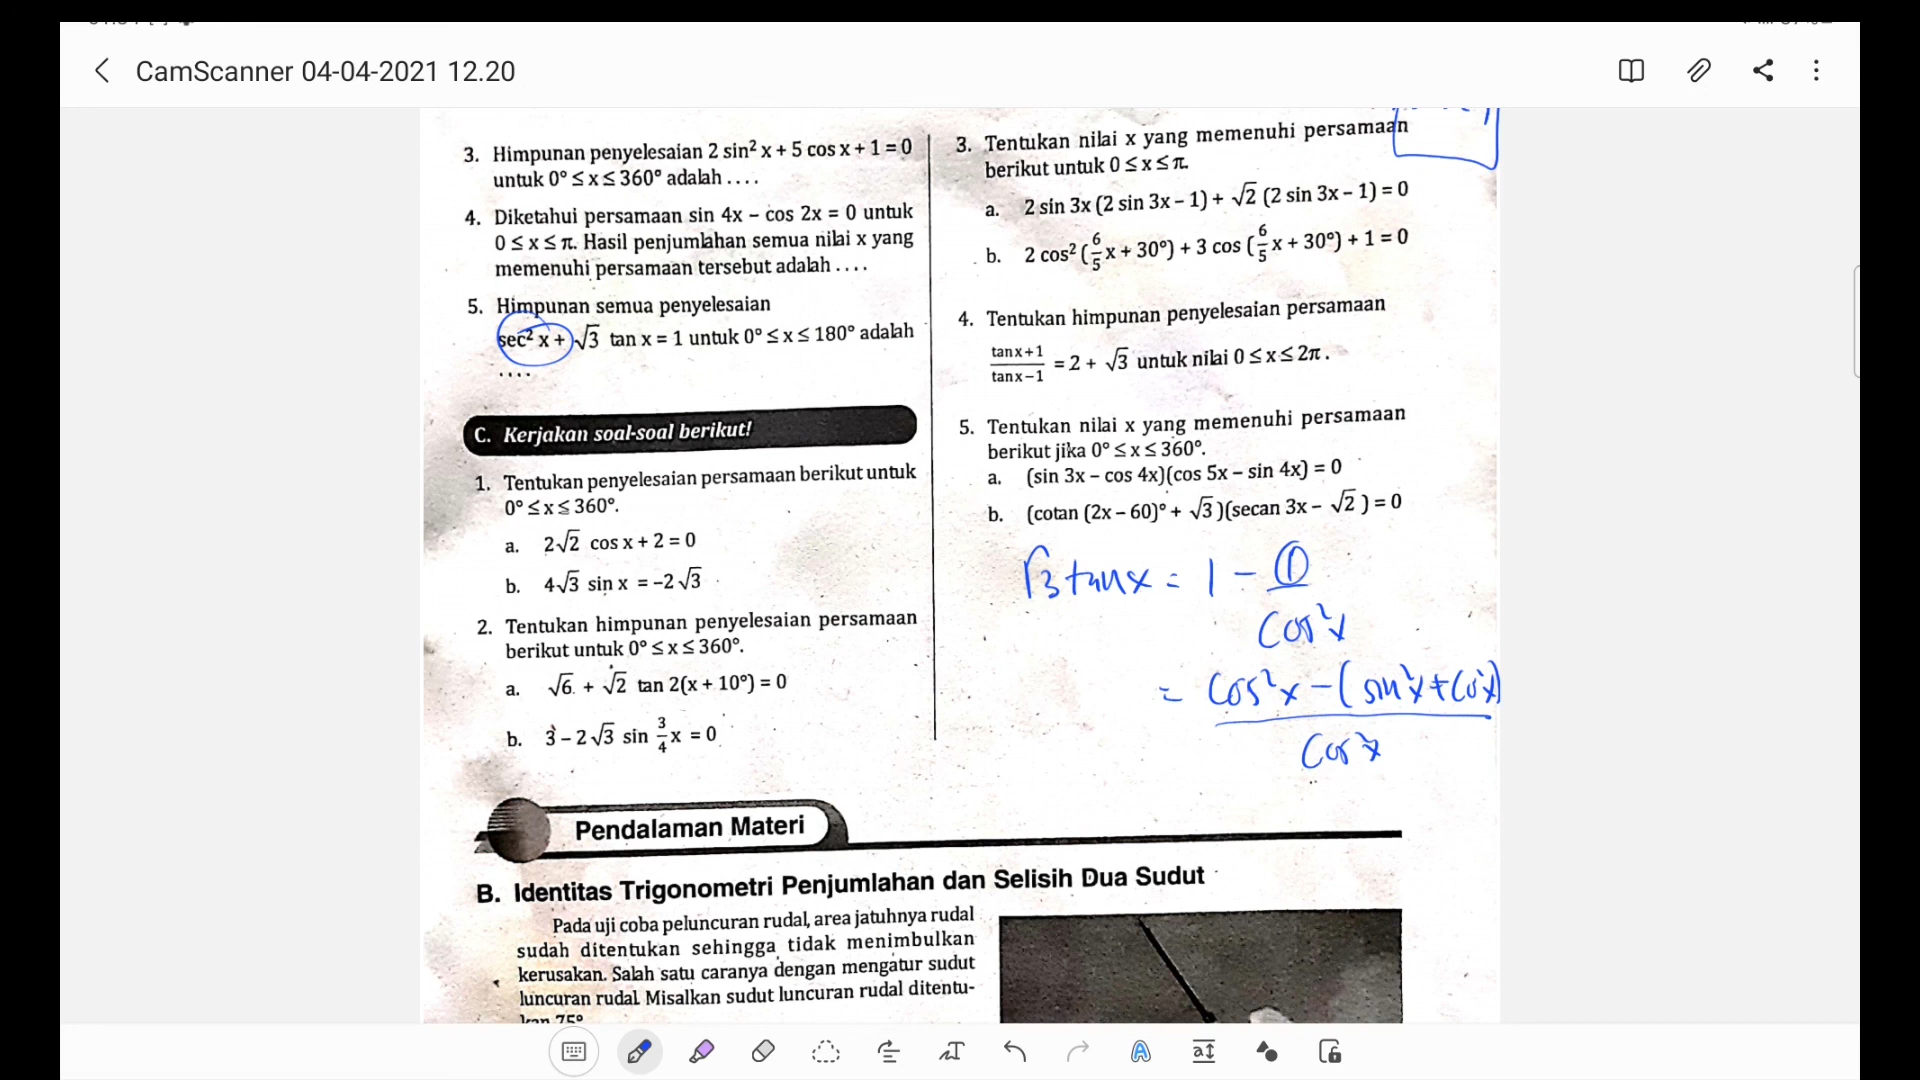 CamScanner 04-04-2021 12.20
3. Himpunan penyelesaian 2 sin² x + 5 cos x + 1 = 0
untuk 0° ≤ x ≤ 360° adalah . . . .
4. Diketahui persamaan sin 4x – cos 2x = 0 untuk
0 ≤ x ≤ π. Hasil penjumlahan semua nilai x yang
memenuhi persamaan tersebut adalah . . . .
5. Himpunan semua penyelesaian
sec² x + √3 tan x = 1 untuk 0° ≤ x ≤ 180° adalah
. . . .
C. Kerjakan soal-soal berikut!
1. Tentukan penyelesaian persamaan berikut untuk
0° ≤ x ≤ 360°.
a. 2√2 cos x + 2 = 0
b. 4√3 sin x = –2√3
2. Tentukan himpunan penyelesaian persamaan
berikut untuk 0° ≤ x ≤ 360°.
a. √6 + √2 tan 2(x + 10°) = 0
b. 3 – 2√3 sin 3/4 x = 0
3. Tentukan nilai x yang memenuhi persamaan
berikut untuk 0 ≤ x ≤ π.
a. 2 sin 3x (2 sin 3x – 1) + √2 (2 sin 3x – 1) = 0
b. 2 cos² (6/5 x + 30°) + 3 cos (6/5 x + 30°) + 1 = 0
4. Tentukan himpunan penyelesaian persamaan
tan x + 1 / tan x – 1 = 2 + √3 untuk nilai 0 ≤ x ≤ 2π .
5. Tentukan nilai x yang memenuhi persamaan
berikut jika 0° ≤ x ≤ 360°.
a. (sin 3x – cos 4x)(cos 5x – sin 4x) = 0
b. (cotan (2x – 60)° + √3 )(secan 3x – √2 ) = 0
√3 tan x = 1 - 1
cos²x
= cos²x - (sin²x + cos²x)
cos²x
Pendalaman Materi
B. Identitas Trigonometri Penjumlahan dan Selisih Dua Sudut
Pada uji coba peluncuran rudal, area jatuhnya rudal
sudah ditentukan sehingga tidak menimbulkan
kerusakan. Salah satu caranya dengan mengatur sudut
luncuran rudal. Misalkan sudut luncuran rudal ditentu-
kan 75°